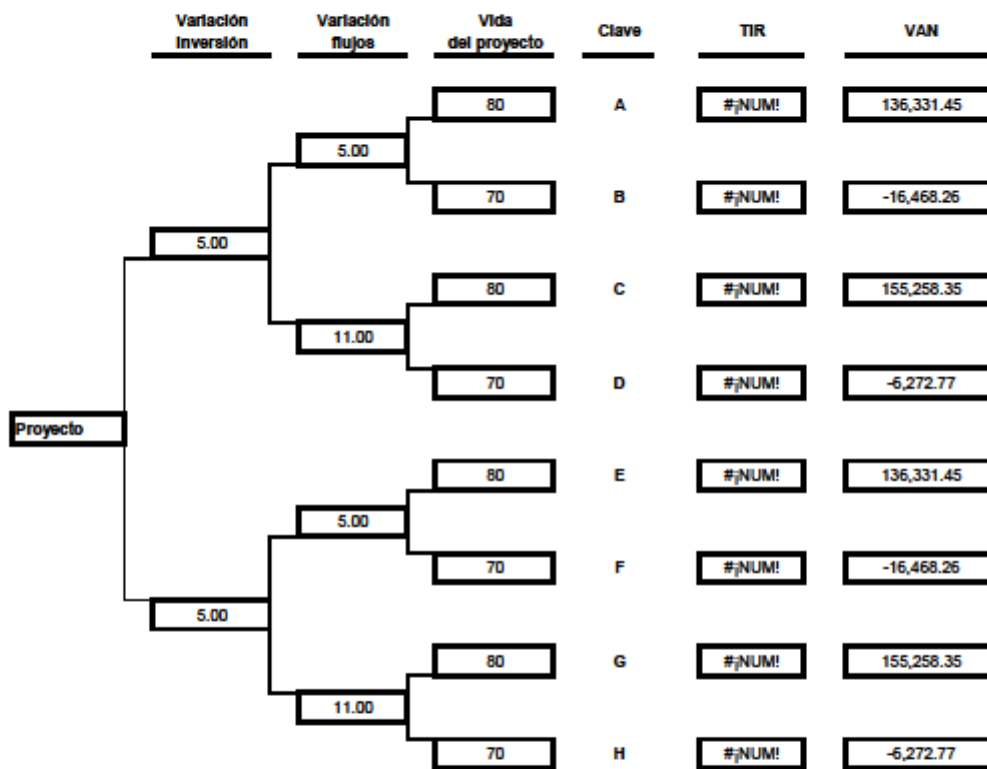 Variación Inversión Variación flujos Vida del proyecto Clave TIR VAN
80 A #¡NUM! 136,331.45
5.00
70 B #¡NUM! -16,468.26
5.00
80 C #¡NUM! 155,258.35
11.00
70 D #¡NUM! -6,272.77
Proyecto
80 E #¡NUM! 136,331.45
5.00
70 F #¡NUM! -16,468.26
5.00
80 G #¡NUM! 155,258.35
11.00
70 H #¡NUM! -6,272.77